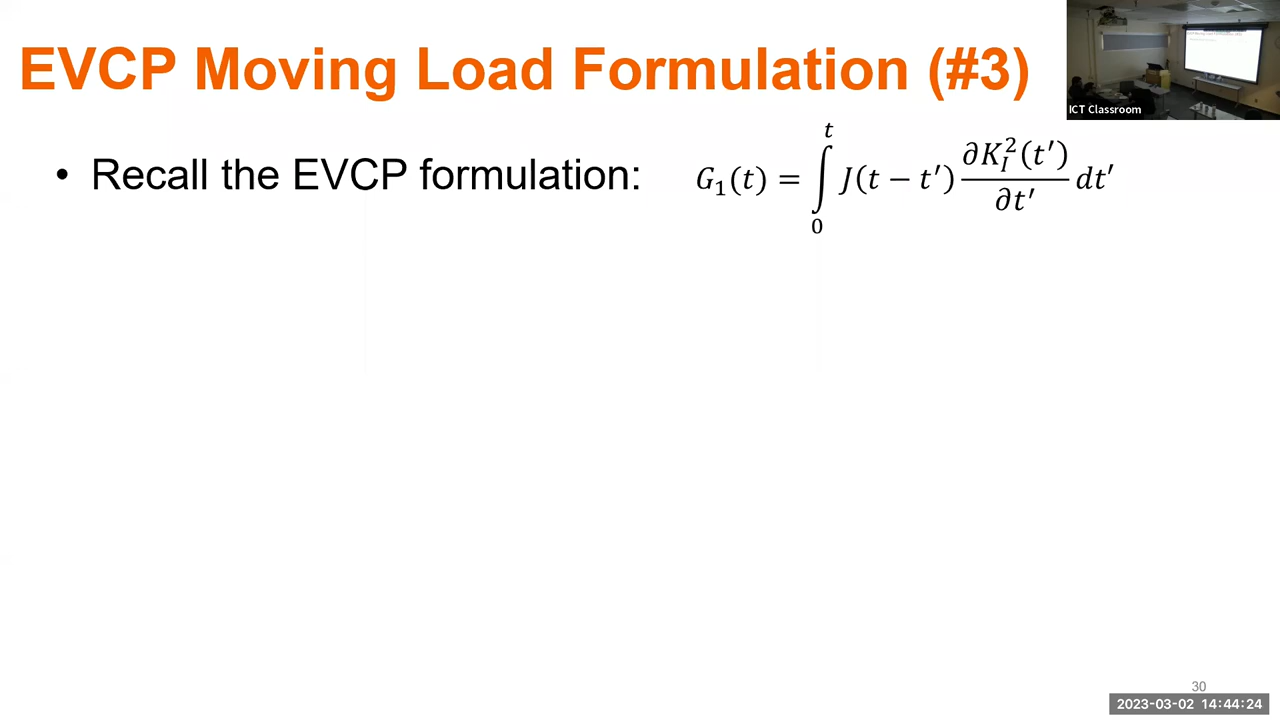 EVCP Moving Load Formulation (#3)
ICT Classroom
• Recall the EVCP formulation: G₁(t) = ∫₀ᵗ J(t − t′) ∂K_I²(t′)/∂t′ dt′
30
2023-03-02 14:44:24